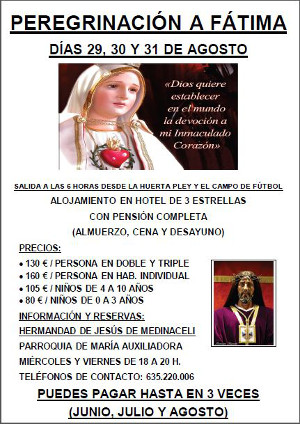 PEREGRINACIÓN A FÁTIMA
DÍAS 29, 30 Y 31 DE AGOSTO
«Dios quiere
establecer
en el mundo
la devoción a
mi Inmaculado
Corazón»
SALIDA A LAS 6 HORAS DESDE LA HUERTA PLEY Y EL CAMPO DE FÚTBOL
ALOJAMIENTO EN HOTEL DE 3 ESTRELLAS
CON PENSIÓN COMPLETA
(ALMUERZO, CENA Y DESAYUNO)
PRECIOS:
• 130 € / PERSONA EN DOBLE Y TRIPLE
• 160 € / PERSONA EN HAB. INDIVIDUAL
• 105 € / NIÑOS DE 4 A 10 AÑOS
• 80 € / NIÑOS DE 0 A 3 AÑOS
INFORMACIÓN Y RESERVAS:
HERMANDAD DE JESÚS DE MEDINACELI
PARROQUIA DE MARÍA AUXILIADORA
MIÉRCOLES Y VIERNES DE 18 A 20 H.
TELÉFONOS DE CONTACTO: 635.220.006
PUEDES PAGAR HASTA EN 3 VECES
(JUNIO, JULIO Y AGOSTO)